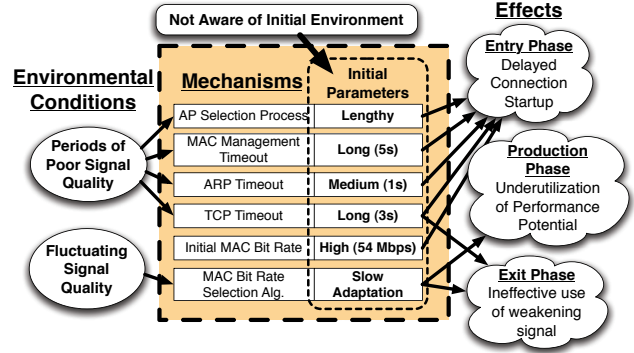 Not Aware of Initial Environment
Effects
Environmental
Conditions
Mechanisms
Initial
Parameters
Periods of
Poor Signal
Quality
Fluctuating
Signal
Quality
AP Selection Process
Lengthy
MAC Management
Timeout
Long (5s)
ARP Timeout
Medium (1s)
TCP Timeout
Long (3s)
Initial MAC Bit Rate
High (54 Mbps)
MAC Bit Rate
Selection Alg.
Slow
Adaptation
Entry Phase
Delayed
Connection
Startup
Production
Phase
Underutilization
of Performance
Potential
Exit Phase
Ineffective use
of weakening
signal